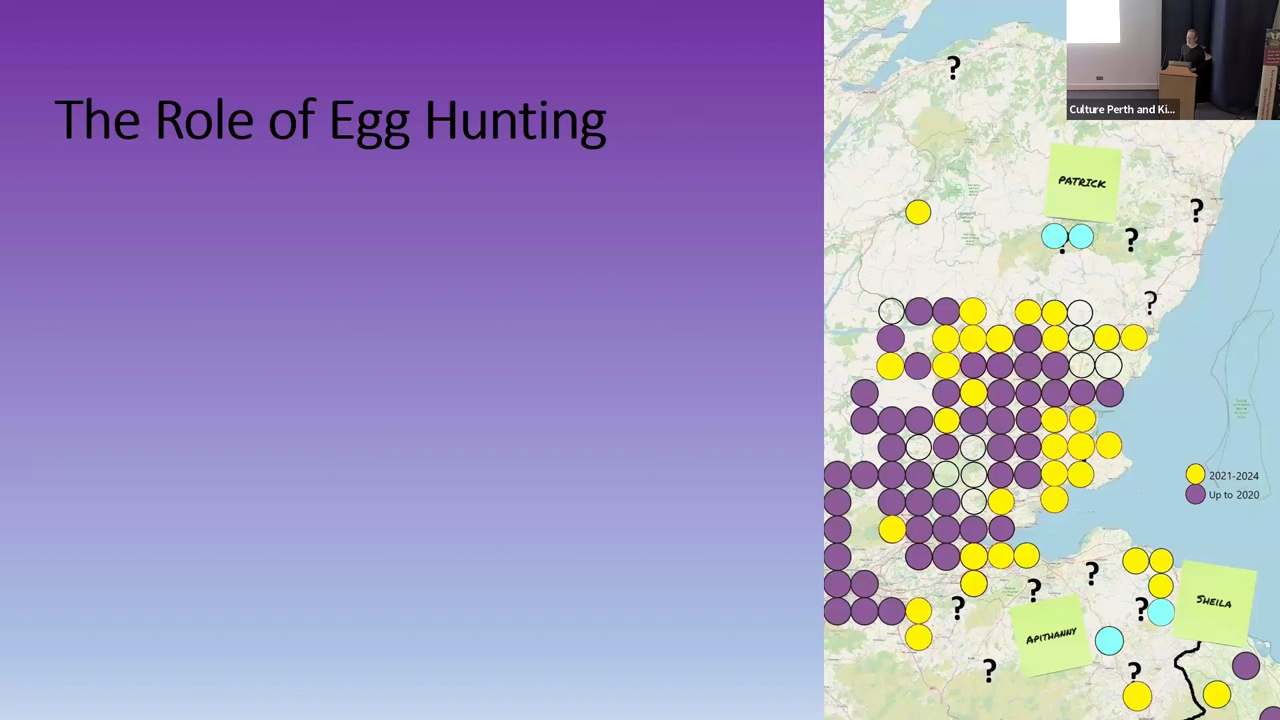 The Role of Egg Hunting
Culture Perth and Ki...
?
PATRICK
?
?
?
?
2021-2024
Up to 2020
?
?
?
?
SHEILA
APITHANNY
?
?